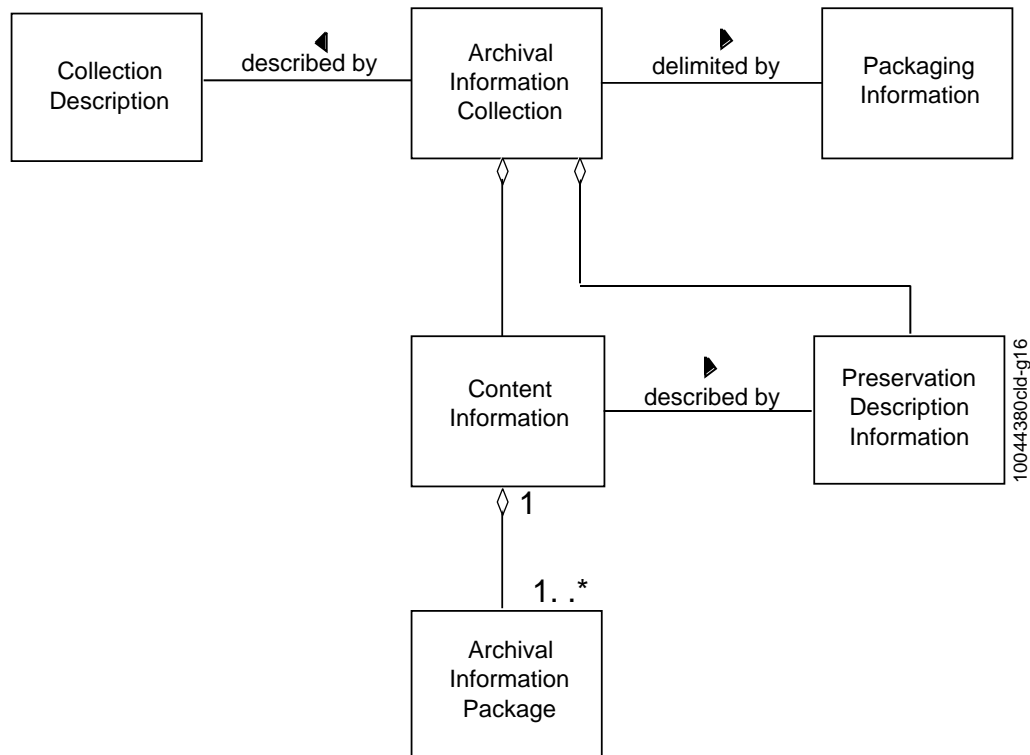 Collection
Description
described by
Archival
Information
Collection
delimited by
Packaging
Information
Content
Information
described by
Preservation
Description
Information
10044380cld-g16
1
1. .*
Archival
Information
Package